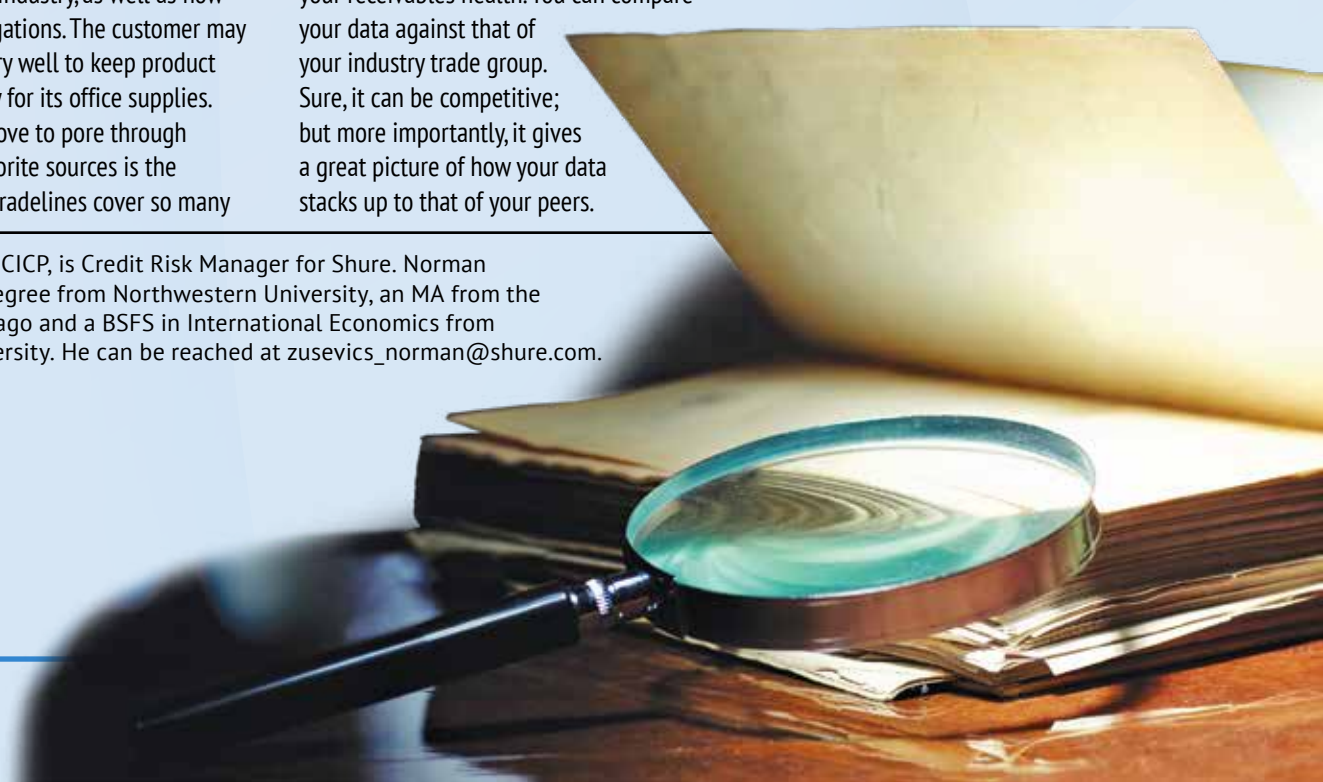 industry, as well as how
gations. The customer may
ry well to keep product
for its office supplies.
ove to pore through
orite sources is the
radelines cover so many
your receivables health. You can compare
your data against that of
your industry trade group.
Sure, it can be competitive;
but more importantly, it gives
a great picture of how your data
stacks up to that of your peers.
CICP, is Credit Risk Manager for Shure. Norman
egree from Northwestern University, an MA from the
ago and a BSFS in International Economics from
ersity. He can be reached at zusevics_norman@shure.com.